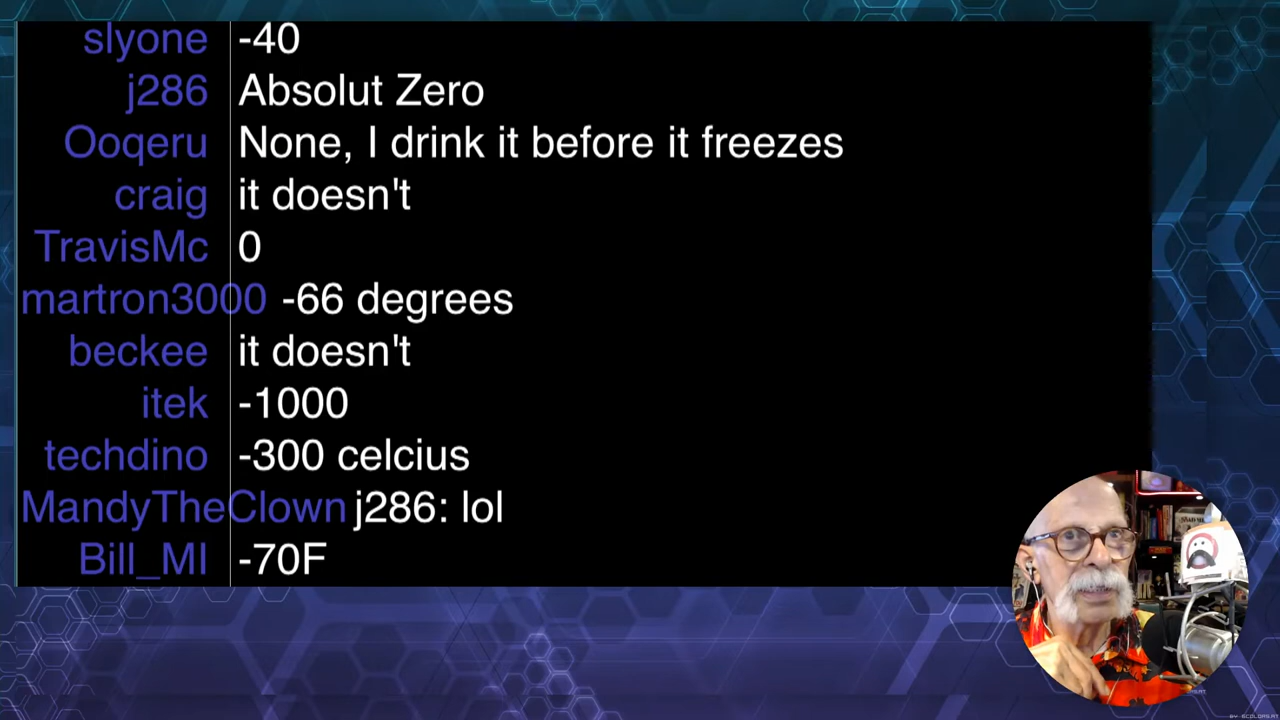 slyone -40
j286 Absolut Zero
Ooqeru None, I drink it before it freezes
craig it doesn't
TravisMc 0
martron3000 -66 degrees
beckee it doesn't
itek -1000
techdino -300 celcius
MandyTheClown j286: lol
Bill_MI -70F